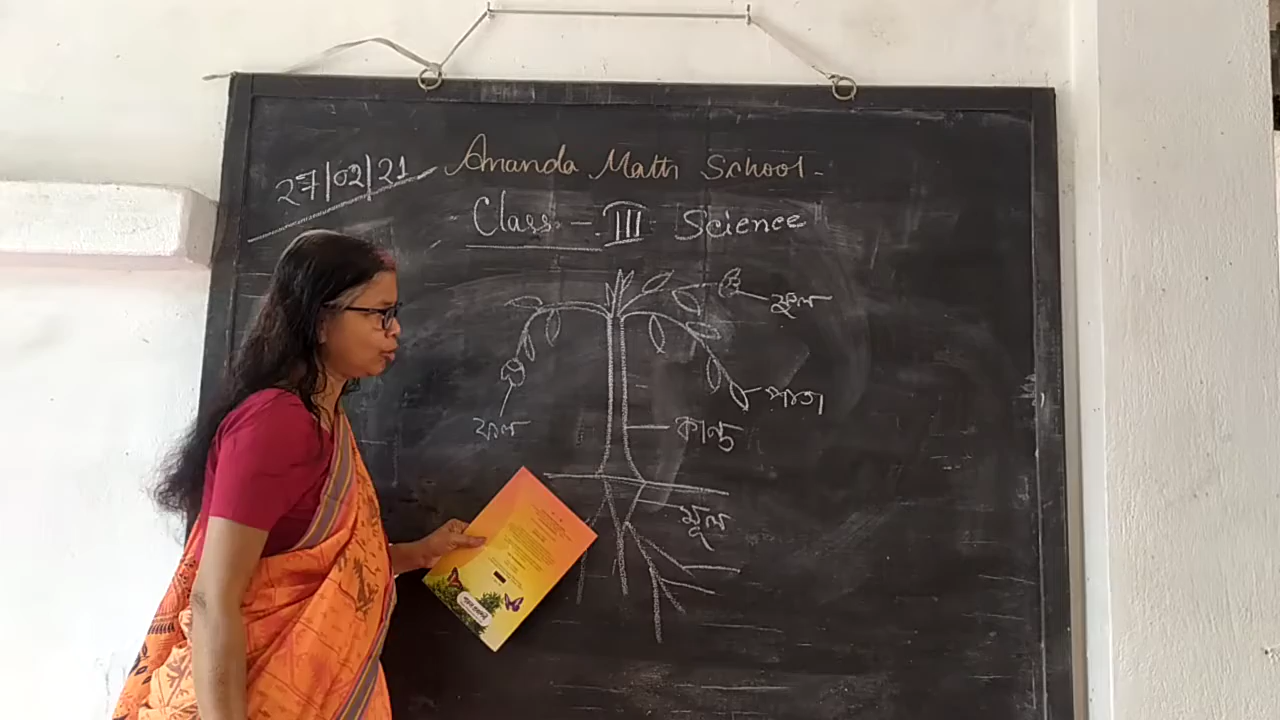 27/02/21
Ananda Math School
Class - III Science
ফুল
পাতা
ফল
কাণ্ড
মূল